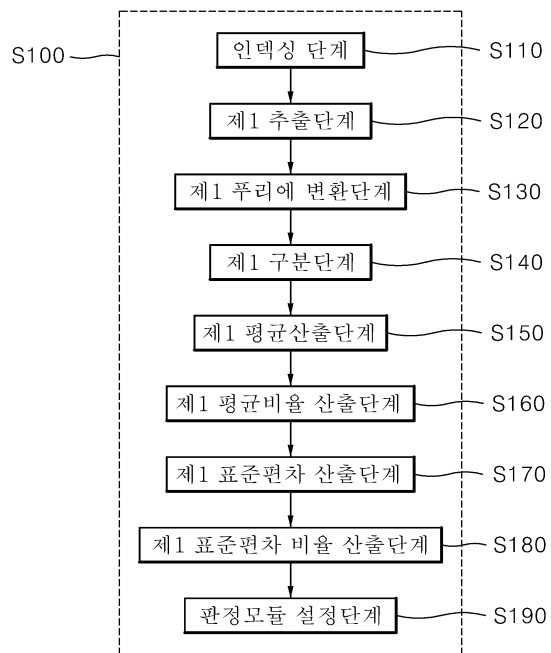 S100
인덱싱 단계 S110
제1 추출단계 S120
제1 푸리에 변환단계 S130
제1 구분단계 S140
제1 평균산출단계 S150
제1 평균비율 산출단계 S160
제1 표준편차 산출단계 S170
제1 표준편차 비율 산출단계 S180
판정모듈 설정단계 S190